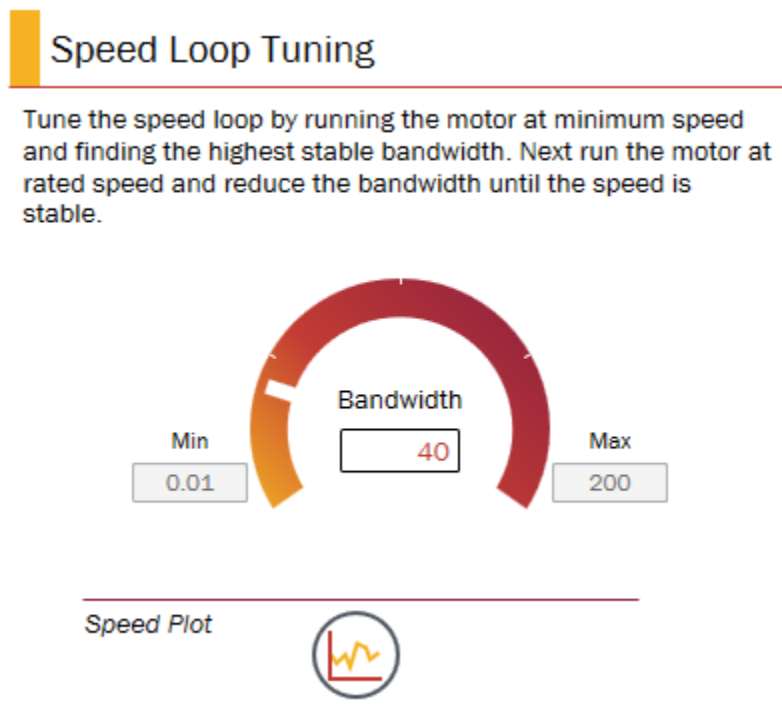 Speed Loop Tuning
Tune the speed loop by running the motor at minimum speed
and finding the highest stable bandwidth. Next run the motor at
rated speed and reduce the bandwidth until the speed is
stable.
Bandwidth
40
Min
0.01
Max
200
Speed Plot